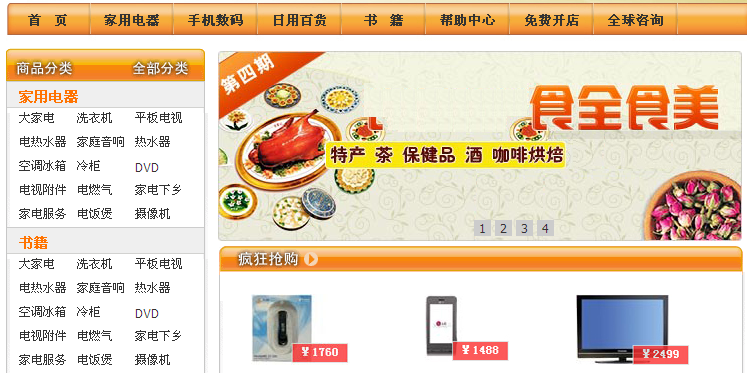 首 页 家用电器 手机数码 日用百货 书 籍 帮助中心 免费开店 全球咨询
商品分类 全部分类
家用电器
大家电 洗衣机 平板电视
电热水器 家庭音响 热水器
空调冰箱 冷柜 DVD
电视附件 电燃气 家电下乡
家电服务 电饭煲 摄像机
书籍
大家电 洗衣机 平板电视
电热水器 家庭音响 热水器
空调冰箱 冷柜 DVD
电视附件 电燃气 家电下乡
家电服务 电饭煲 摄像机
第四期
食全食美
特产 茶 保健品 酒 咖啡烘焙
1 2 3 4
疯狂抢购
¥1760
LG
¥1488
¥2499